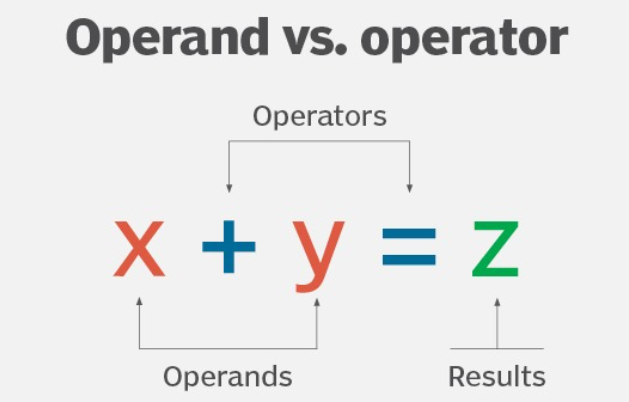 Operand vs. operator
Operators
x + y = z
Operands
Results